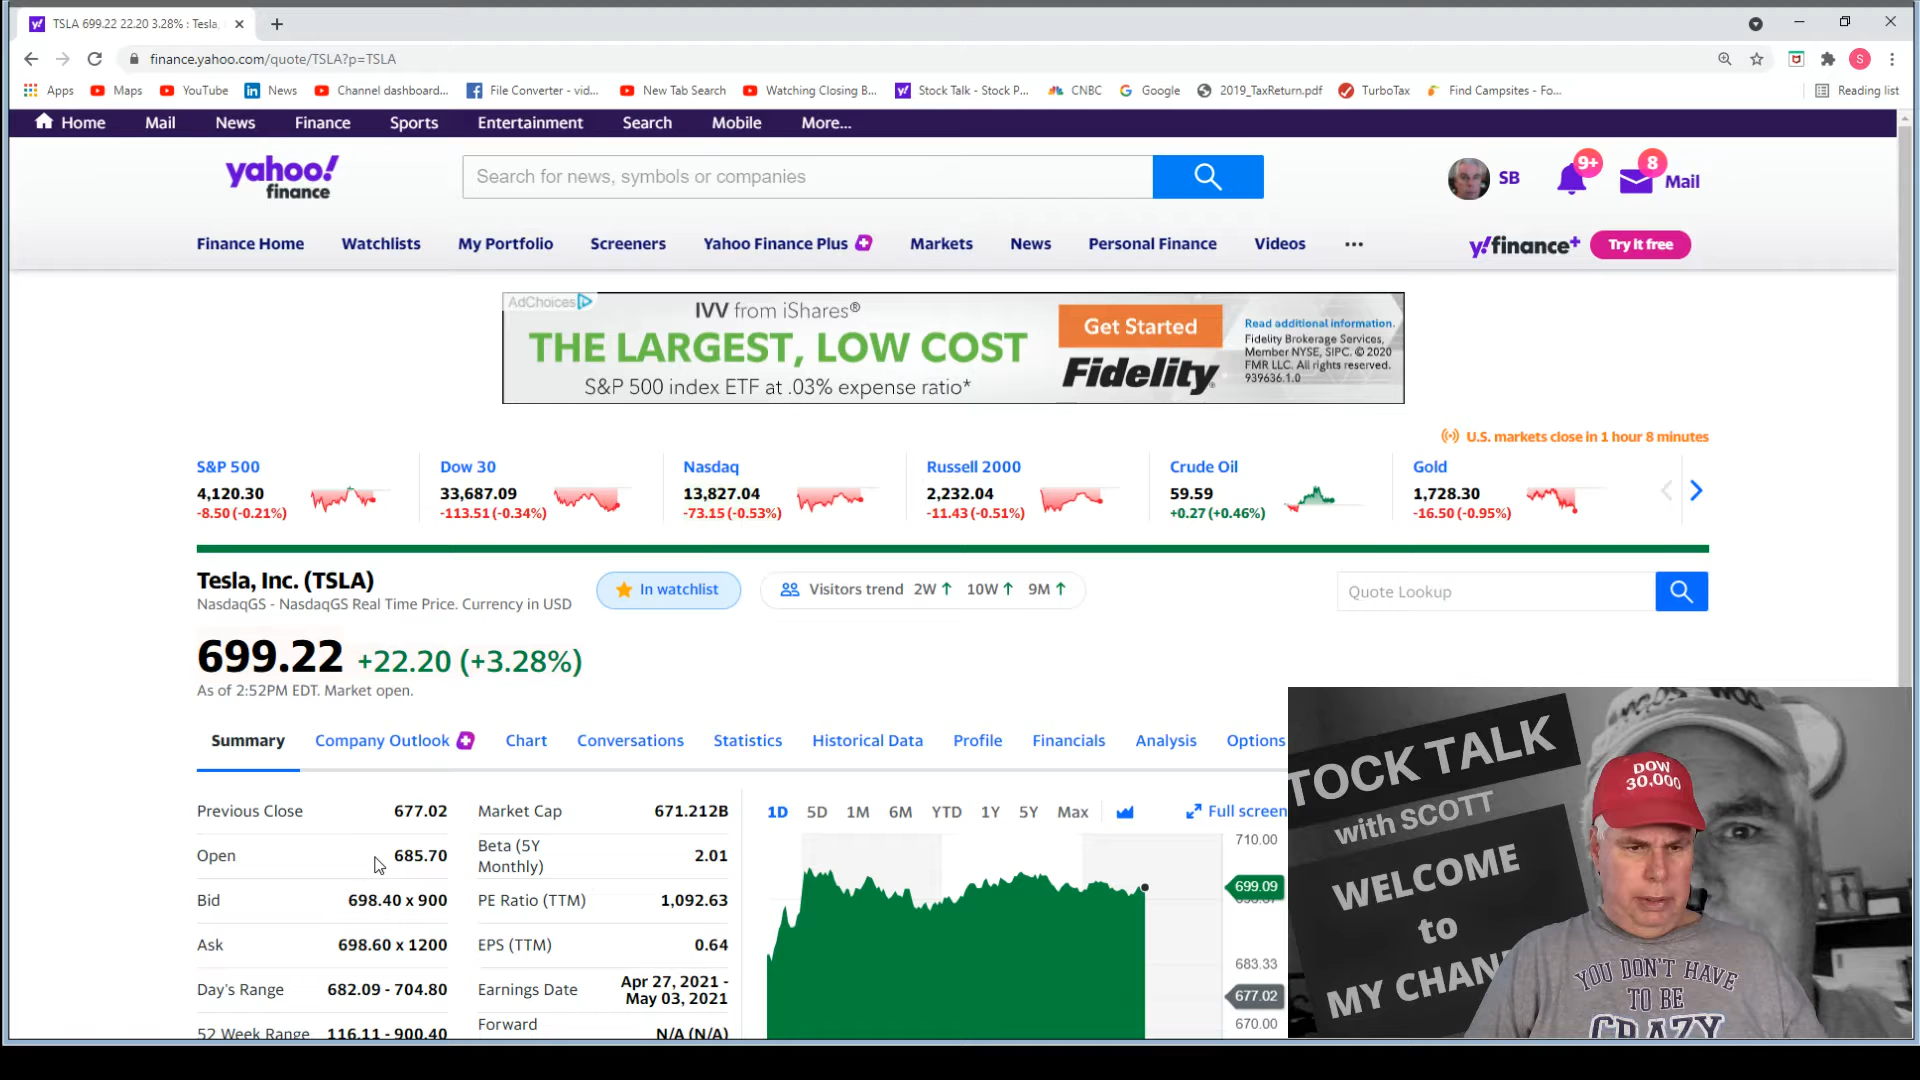 TSLA 699.22 22.20 3.28% : Tesla,
finance.yahoo.com/quote/TSLA?p=TSLA
S
Apps Maps YouTube News Channel dashboard... File Converter - vid... New Tab Search Watching Closing B... Stock Talk - Stock P... CNBC Google 2019_TaxReturn.pdf TurboTax Find Campsites - Fo... Reading list
Home Mail News Finance Sports Entertainment Search Mobile More...
yahoo!
finance
Search for news, symbols or companies
SB 9+ 8 Mail
Finance Home Watchlists My Portfolio Screeners Yahoo Finance Plus Markets News Personal Finance Videos ... y!finance+ Try it free
AdChoices
IVV from iShares®
THE LARGEST, LOW COST
S&P 500 index ETF at .03% expense ratio*
Get Started
Fidelity
Read additional information.
Fidelity Brokerage Services,
Member NYSE, SIPC. © 2020
FMR LLC. All rights reserved.
939636.1.0
U.S. markets close in 1 hour 8 minutes
S&P 500 Dow 30 Nasdaq Russell 2000 Crude Oil Gold
4,120.30 33,687.09 13,827.04 2,232.04 59.59 1,728.30
-8.50 (-0.21%) -113.51 (-0.34%) -73.15 (-0.53%) -11.43 (-0.51%) +0.27 (+0.46%) -16.50 (-0.95%)
Tesla, Inc. (TSLA)
NasdaqGS - NasdaqGS Real Time Price. Currency in USD
In watchlist
Visitors trend 2W↑ 10W↑ 9M↑
Quote Lookup
699.22 +22.20 (+3.28%)
As of 2:52PM EDT. Market open.
Summary Company Outlook Chart Conversations Statistics Historical Data Profile Financials Analysis Options
Previous Close 677.02
Open 685.70
Bid 698.40 x 900
Ask 698.60 x 1200
Day's Range 682.09 - 704.80
52 Week Range 116.11 - 900.40
Market Cap 671.212B
Beta (5Y
Monthly) 2.01
PE Ratio (TTM) 1,092.63
EPS (TTM) 0.64
Earnings Date Apr 27, 2021 -
May 03, 2021
Forward
N/A (N/A)
1D 5D 1M 6M YTD 1Y 5Y Max Full screen
710.00
699.09
683.33
677.02
670.00
TOCK TALK
with SCOTT
WELCOME
to
MY CHAN
DOW
30,000
YOU DON'T HAVE
TO BE
CRAZY